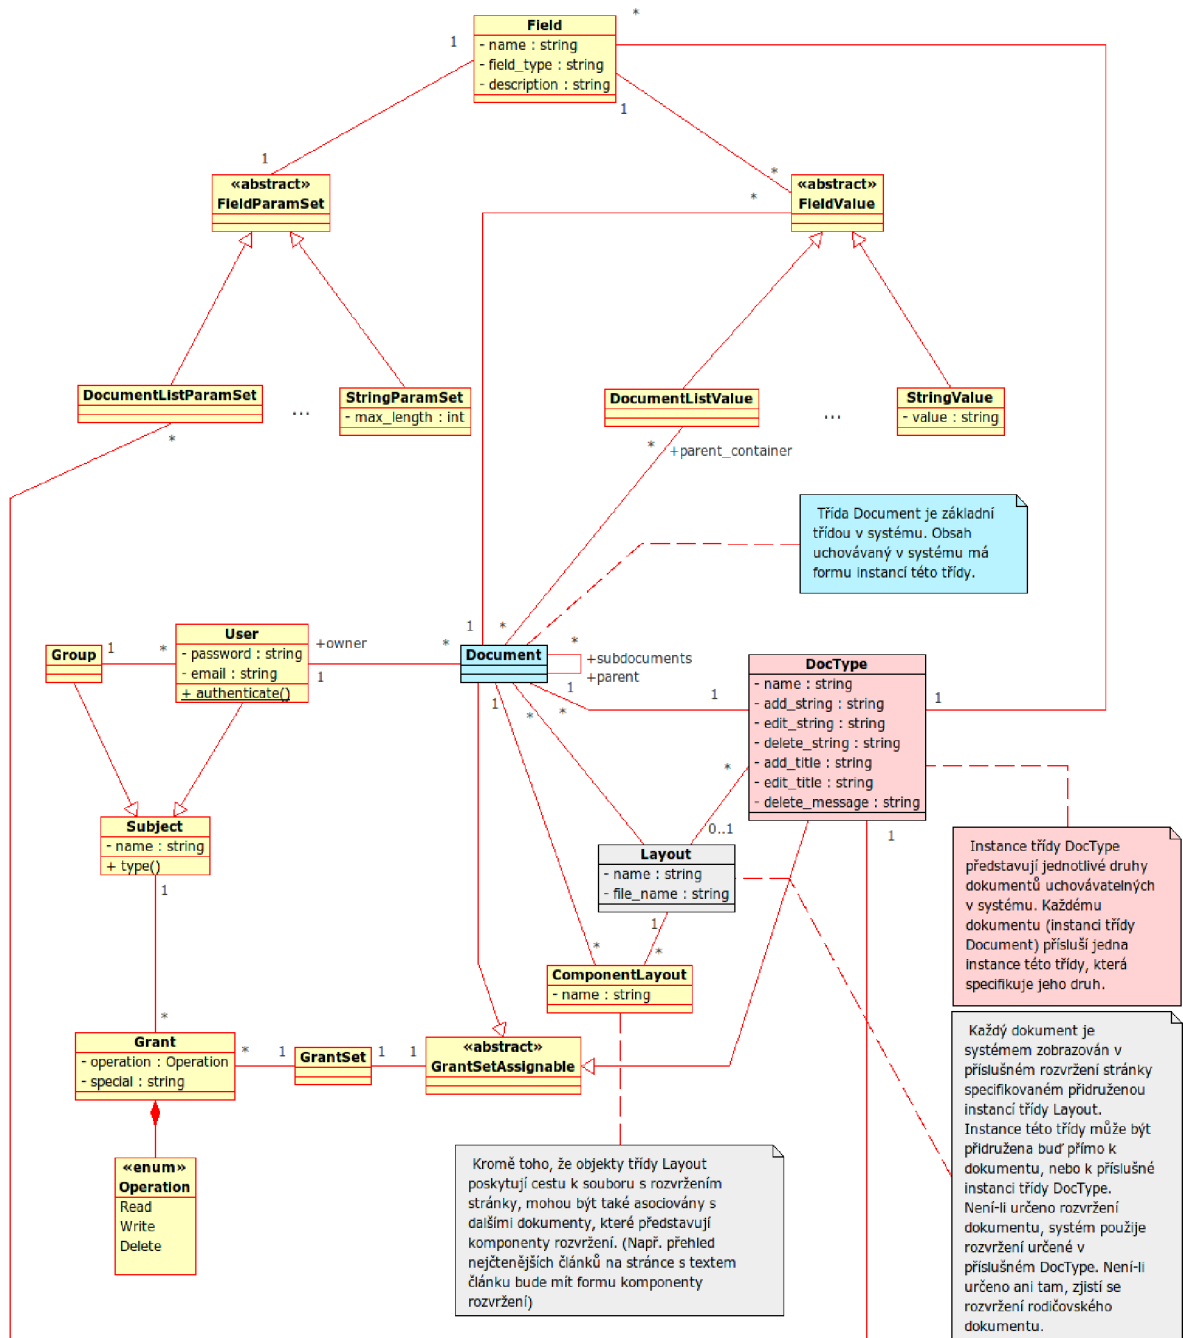 *
Field
- name : string
- field_type : string
- description : string
1
1
1
*
*
«abstract»
FieldParamSet
«abstract»
FieldValue
DocumentListParamSet
...
StringParamSet
- max_length : int
*
DocumentListValue
...
StringValue
- value : string
*
+parent_container
Třída Document je základní
třídou v systému. Obsah
uchovávaný v systému má
formu instancí této třídy.
Group
1
*
User
- password : string
- email : string
+ authenticate()
+owner
1
*
1
*
Document
*
+subdocuments
+parent
1
*
*
1
1
DocType
- name : string
- add_string : string
- edit_string : string
- delete_string : string
- add_title : string
- edit_title : string
- delete_message : string
1
1
*
0..1
Subject
- name : string
+ type()
1
Layout
- name : string
- file_name : string
1
*
*
ComponentLayout
- name : string
Instance třídy DocType
představují jednotlivé druhy
dokumentů uchovávatelných
v systému. Každému
dokumentu (instanci třídy
Document) přísluší jedna
instance této třídy, která
specifikuje jeho druh.
*
Grant
- operation : Operation
- special : string
*
1
GrantSet
1
1
«abstract»
GrantSetAssignable
«enum»
Operation
Read
Write
Delete
Kromě toho, že objekty třídy Layout
poskytují cestu k souboru s rozvržením
stránky, mohou být také asociovány s
dalšími dokumenty, které představují
komponenty rozvržení. (Např. přehled
nejčtenějších článků na stránce s textem
článku bude mít formu komponenty
rozvržení)
Každý dokument je
systémem zobrazován v
příslušném rozvržení stránky
specifikovaném přidruženou
instancí třídy Layout.
Instance této třídy může být
přidružena buď přímo k
dokumentu, nebo k příslušné
instanci třídy DocType.
Není-li určeno rozvržení
dokumentu, systém použije
rozvržení určené v
příslušném DocType. Není-li
určeno ani tam, zjistí se
rozvržení rodičovského
dokumentu.